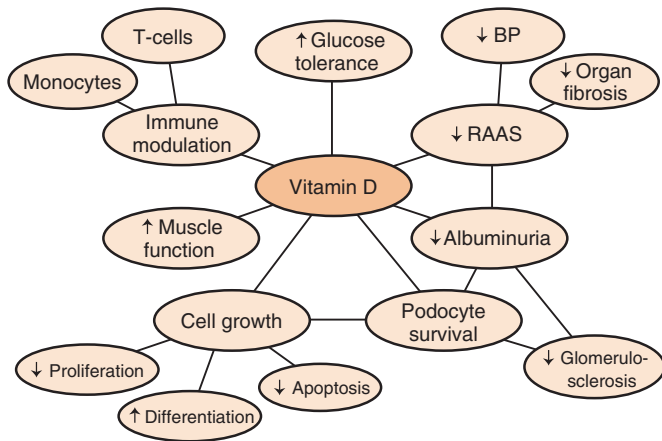 T-cells
↑ Glucose
tolerance
↓ BP
Monocytes
↓ Organ
fibrosis
Immune
modulation
↓ RAAS
Vitamin D
↑ Muscle
function
↓ Albuminuria
Cell growth
Podocyte
survival
↓ Proliferation
↓ Apoptosis
↓ Glomerulo-
sclerosis
↑ Differentiation